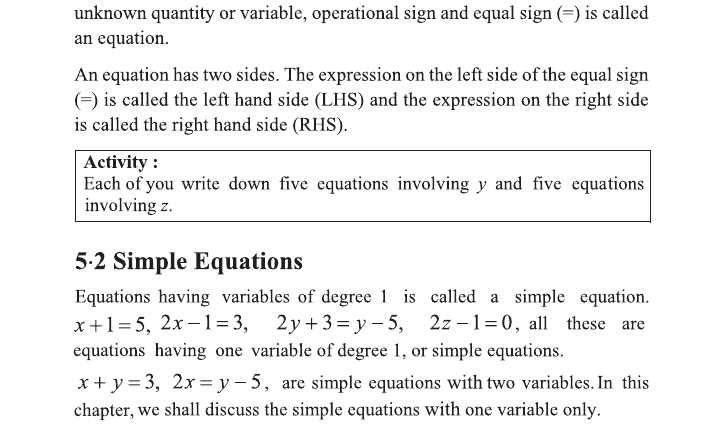 unknown quantity or variable, operational sign and equal sign (=) is called
an equation.
An equation has two sides. The expression on the left side of the equal sign
(=) is called the left hand side (LHS) and the expression on the right side
is called the right hand side (RHS).
Activity :
Each of you write down five equations involving y and five equations
involving z.
5·2 Simple Equations
Equations having variables of degree 1 is called a simple equation.
x + 1 = 5, 2x − 1 = 3, 2y + 3 = y − 5, 2z − 1 = 0, all these are
equations having one variable of degree 1, or simple equations.
x + y = 3, 2x = y − 5, are simple equations with two variables. In this
chapter, we shall discuss the simple equations with one variable only.